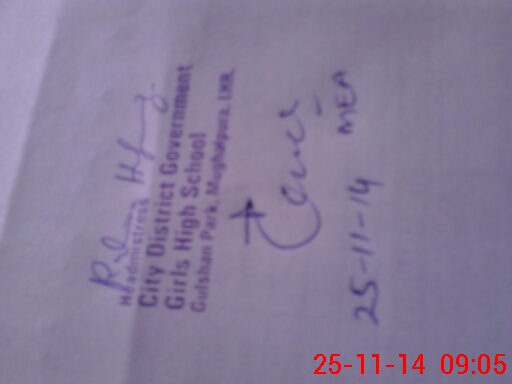 Headmistress
City District Government
Girls High School
Gulshan Park, Mughalpura, LHR.
MEA
25-11-14
25-11-14 09:05